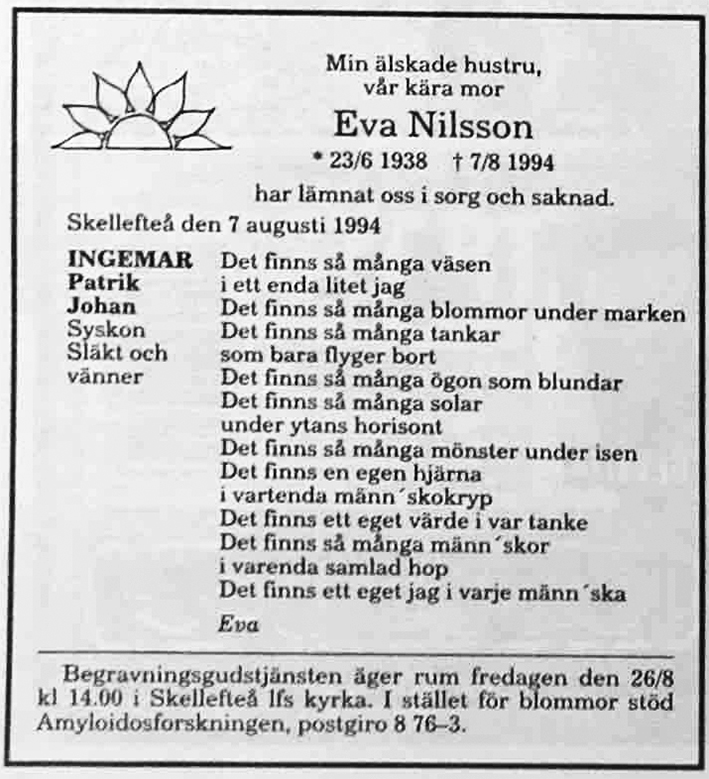 Min älskade hustru,
vår kära mor
Eva Nilsson
* 23/6 1938 † 7/8 1994
har lämnat oss i sorg och saknad.
Skellefteå den 7 augusti 1994
INGEMAR
Patrik
Johan
Syskon
Släkt och
vänner
Det finns så många väsen
i ett enda litet jag
Det finns så många blommor under marken
Det finns så många tankar
som bara flyger bort
Det finns så många ögon som blundar
Det finns så många solar
under ytans horisont
Det finns så många mönster under isen
Det finns en egen hjärna
i vartenda männ´skokryp
Det finns ett eget värde i var tanke
Det finns så många männ´skor
i varenda samlad hop
Det finns ett eget jag i varje männ´ska
Eva
Begravningsgudstjänsten äger rum fredagen den 26/8
kl 14.00 i Skellefteå lfs kyrka. I stället för blommor stöd
Amyloidosforskningen, postgiro 8 76–3.